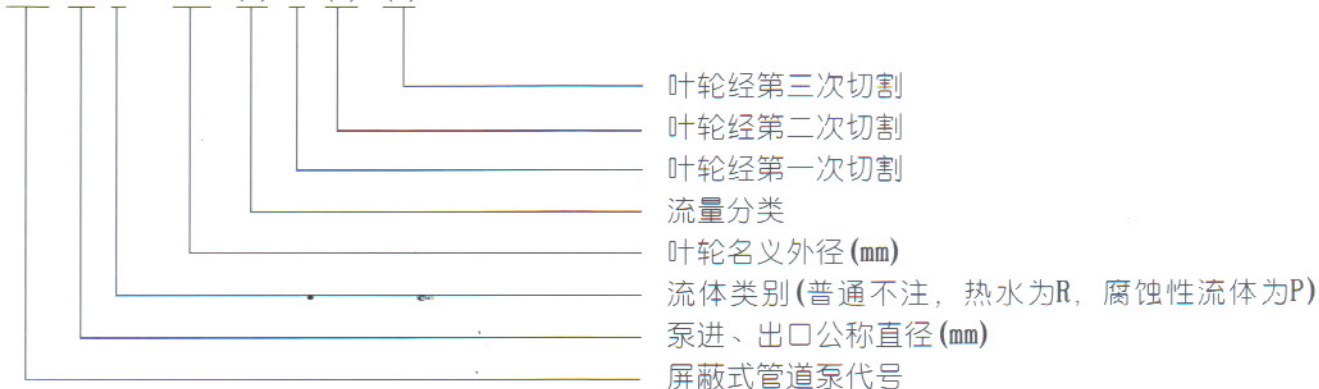 叶轮经第三次切割
叶轮经第二次切割
叶轮经第一次切割
流量分类
叶轮名义外径(mm)
流体类别(普通不注，热水为R，腐蚀性流体为P)
泵进、出口公称直径(mm)
屏蔽式管道泵代号